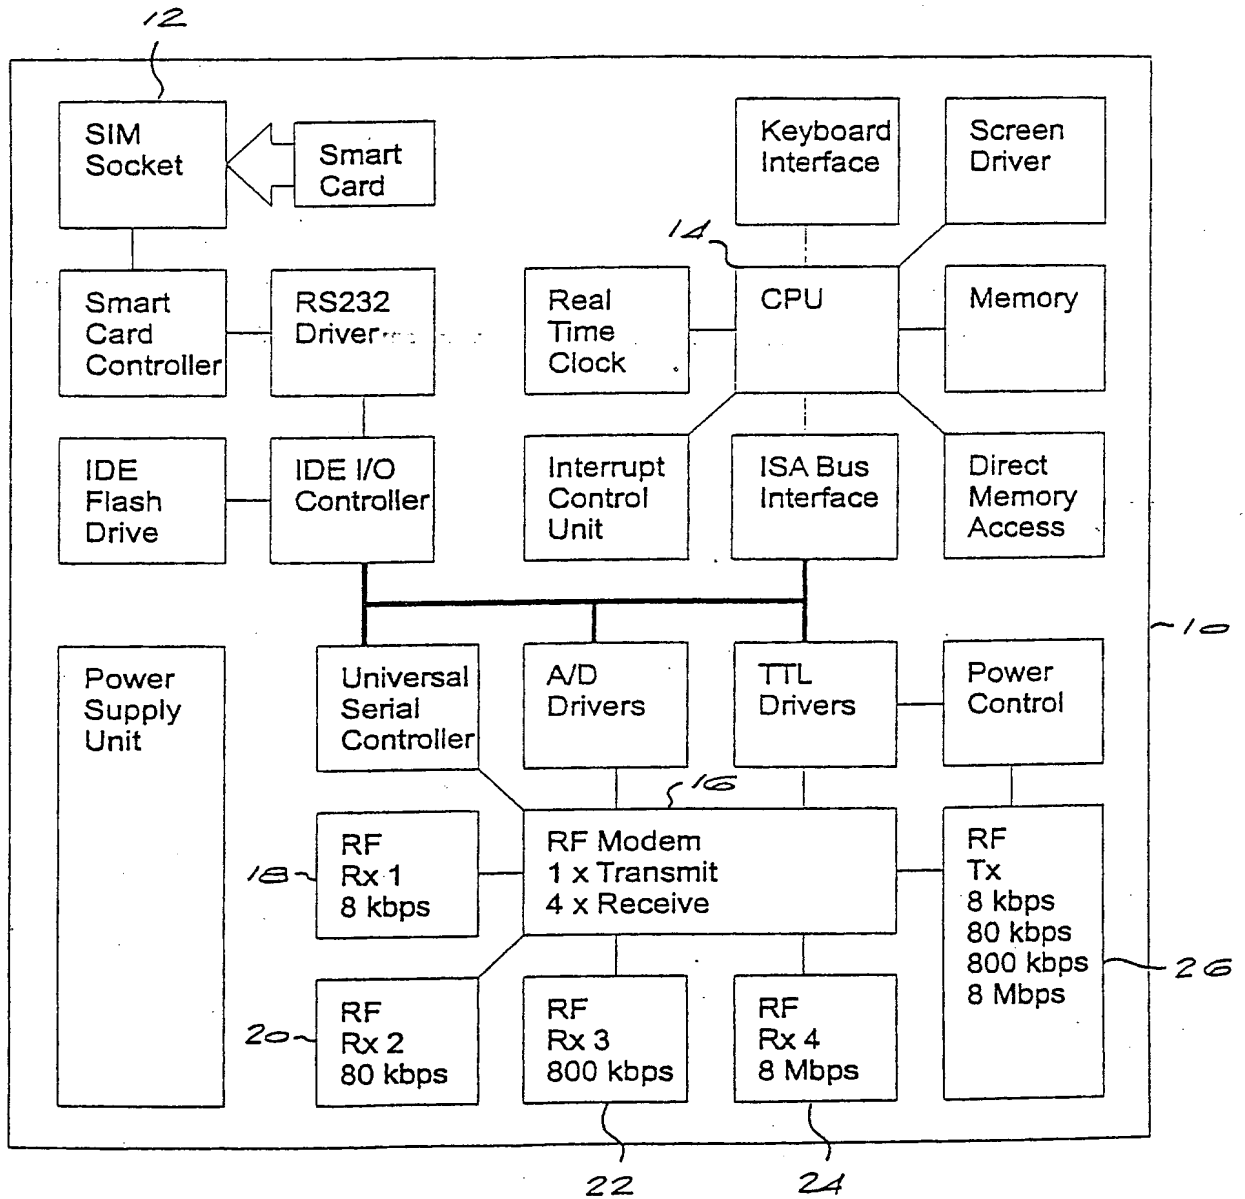 12
SIM
Socket
Smart
Card
Keyboard
Interface
Screen
Driver
14
Smart
Card
Controller
RS232
Driver
Real
Time
Clock
CPU
Memory
IDE
Flash
Drive
IDE I/O
Controller
Interrupt
Control
Unit
ISA Bus
Interface
Direct
Memory
Access
10
Power
Supply
Unit
Universal
Serial
Controller
A/D
Drivers
TTL
Drivers
Power
Control
16
18
RF
Rx 1
8 kbps
RF Modem
1 x Transmit
4 x Receive
RF
Tx
8 kbps
80 kbps
800 kbps
8 Mbps
26
20
RF
Rx 2
80 kbps
RF
Rx 3
800 kbps
RF
Rx 4
8 Mbps
22
24